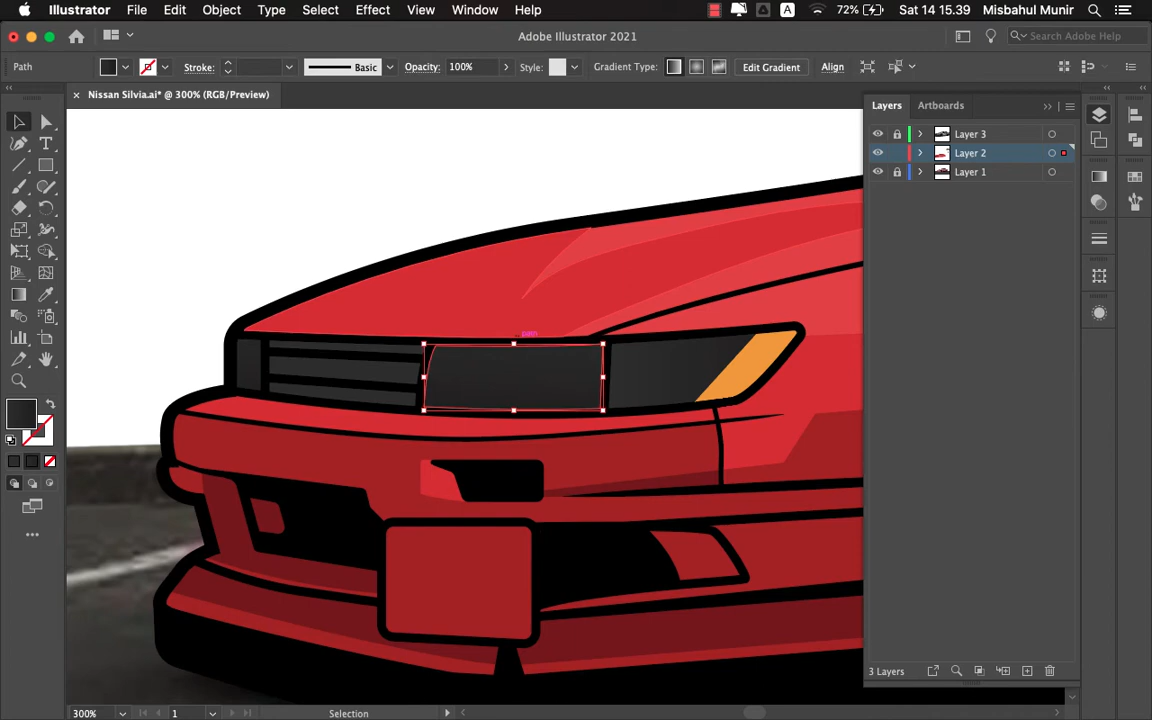 Illustrator File Edit Object Type Select Effect View Window Help A 72% Sat 14 15.39 Misbahul Munir
Adobe Illustrator 2021 Search Adobe Help
Path Stroke: Basic Opacity: 100% Style: Gradient Type: Edit Gradient Align
Nissan Silvia.ai* @ 300% (RGB/Preview)
Layers Artboards
Layer 3
Layer 2
Layer 1
path
3 Layers
300% 1 Selection